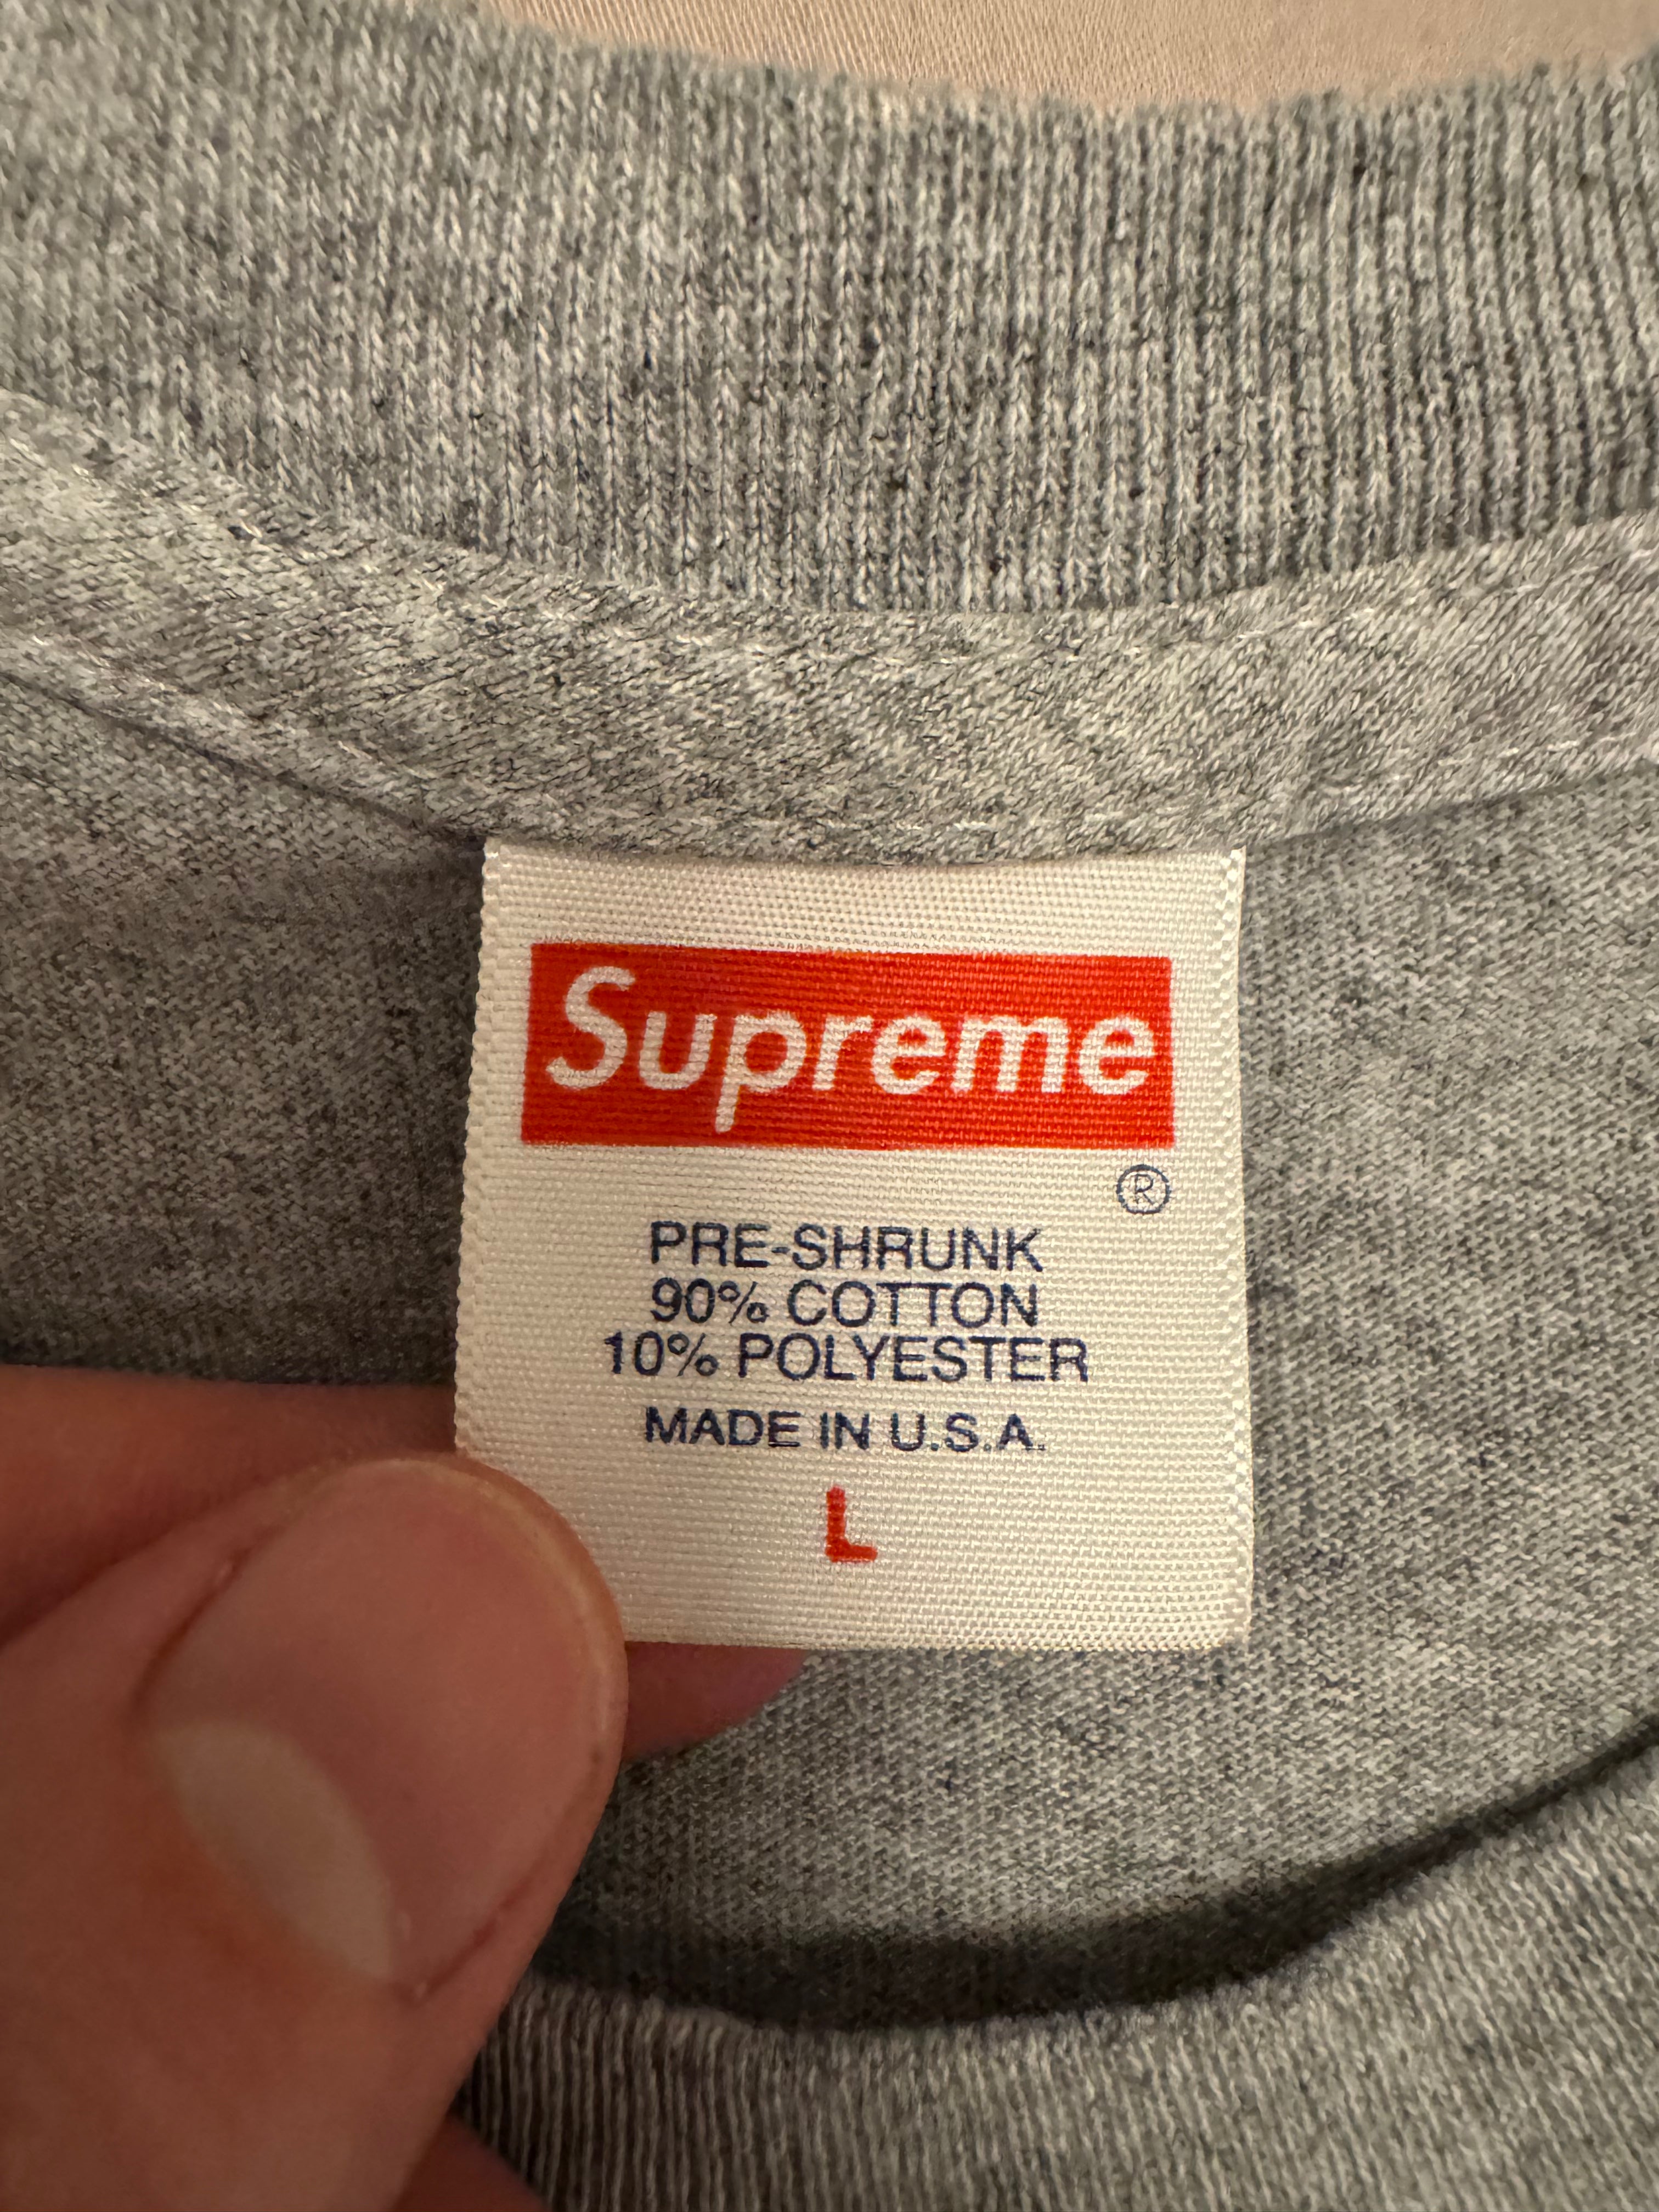 Supreme
®
PRE-SHRUNK
90% COTTON
10% POLYESTER
MADE IN U.S.A.
L